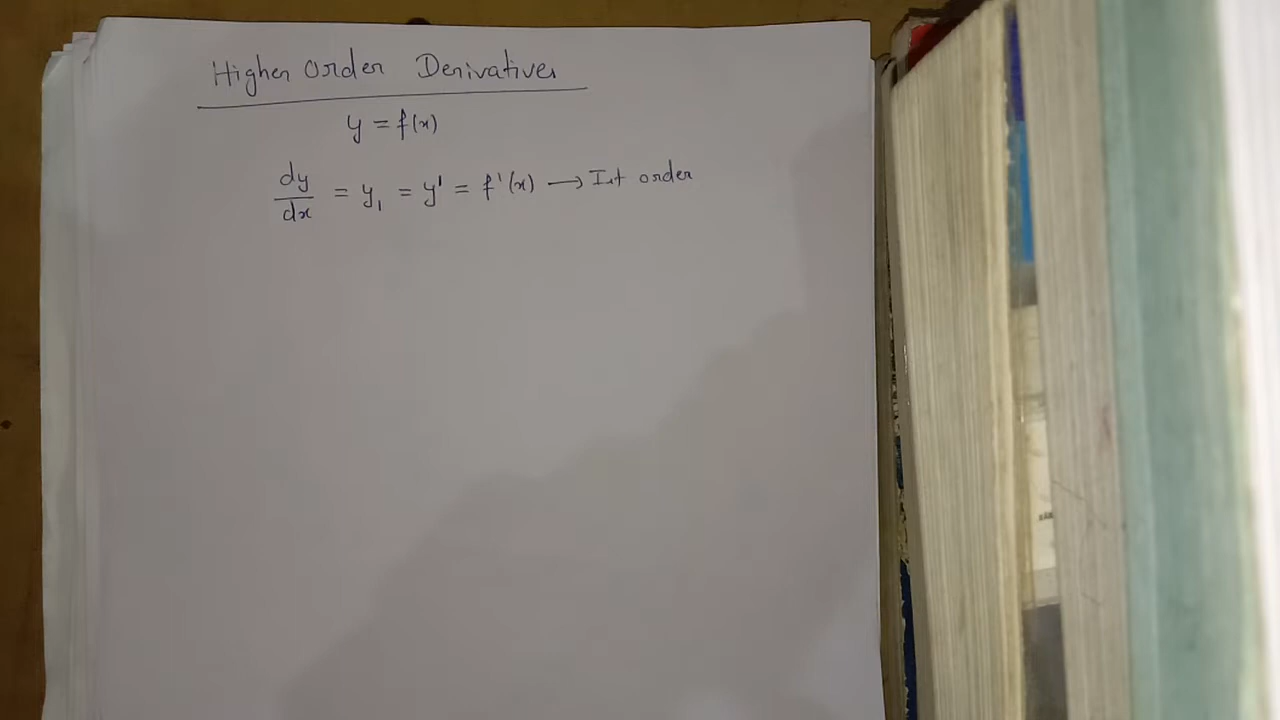 Higher Order Derivatives
y = f(x)
dy/dx = y₁ = y' = f'(x) → Ist order